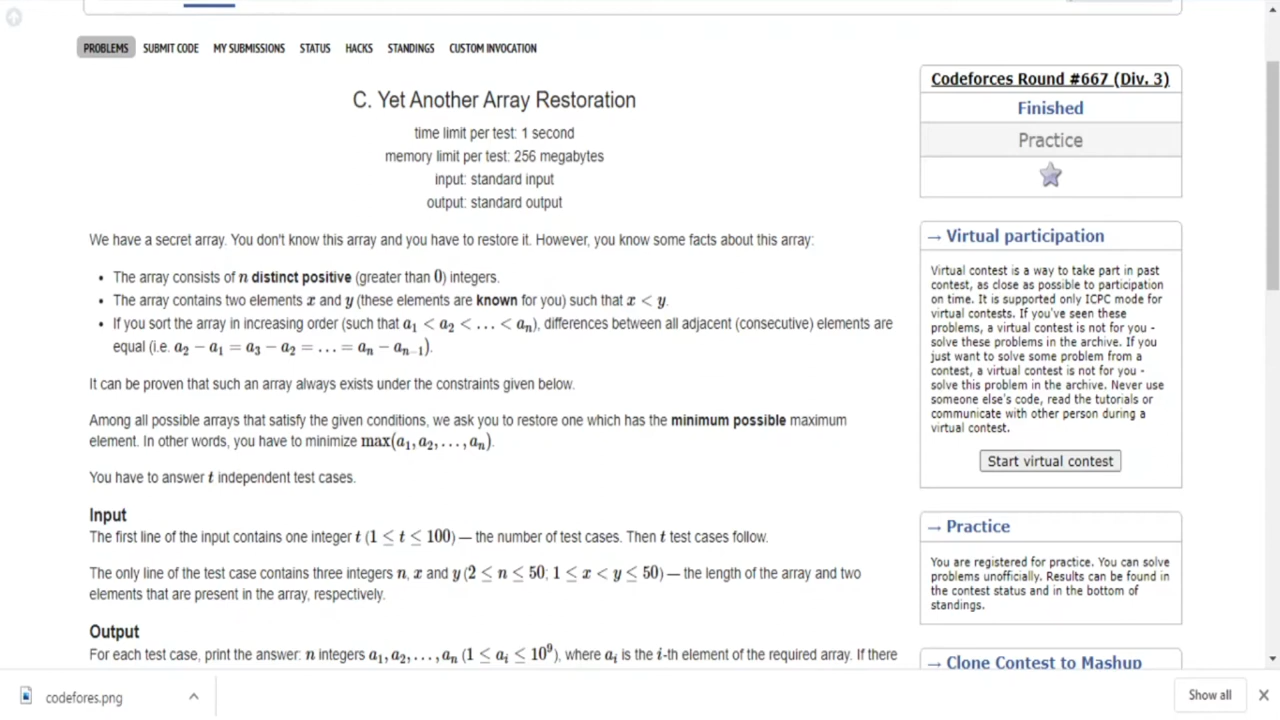 PROBLEMS SUBMIT CODE MY SUBMISSIONS STATUS HACKS STANDINGS CUSTOM INVOCATION
C. Yet Another Array Restoration
time limit per test: 1 second
memory limit per test: 256 megabytes
input: standard input
output: standard output
We have a secret array. You don't know this array and you have to restore it. However, you know some facts about this array:
• The array consists of n distinct positive (greater than 0) integers.
• The array contains two elements x and y (these elements are known for you) such that x < y.
• If you sort the array in increasing order (such that a₁ < a₂ < … < aₙ), differences between all adjacent (consecutive) elements are
equal (i.e. a₂ − a₁ = a₃ − a₂ = … = aₙ − aₙ₋₁).
It can be proven that such an array always exists under the constraints given below.
Among all possible arrays that satisfy the given conditions, we ask you to restore one which has the minimum possible maximum
element. In other words, you have to minimize max(a₁, a₂, …, aₙ).
You have to answer t independent test cases.
Input
The first line of the input contains one integer t (1 ≤ t ≤ 100) — the number of test cases. Then t test cases follow.
The only line of the test case contains three integers n, x and y (2 ≤ n ≤ 50; 1 ≤ x < y ≤ 50) — the length of the array and two
elements that are present in the array, respectively.
Output
For each test case, print the answer: n integers a₁, a₂, …, aₙ (1 ≤ aᵢ ≤ 10⁹), where aᵢ is the i-th element of the required array. If there
Codeforces Round #667 (Div. 3)
Finished
Practice
→ Virtual participation
Virtual contest is a way to take part in past
contest, as close as possible to participation
on time. It is supported only ICPC mode for
virtual contests. If you've seen these
problems, a virtual contest is not for you -
solve these problems in the archive. If you
just want to solve some problem from a
contest, a virtual contest is not for you -
solve this problem in the archive. Never use
someone else's code, read the tutorials or
communicate with other person during a
virtual contest.
Start virtual contest
→ Practice
You are registered for practice. You can solve
problems unofficially. Results can be found in
the contest status and in the bottom of
standings.
→ Clone Contest to Mashup
codefores.png
Show all